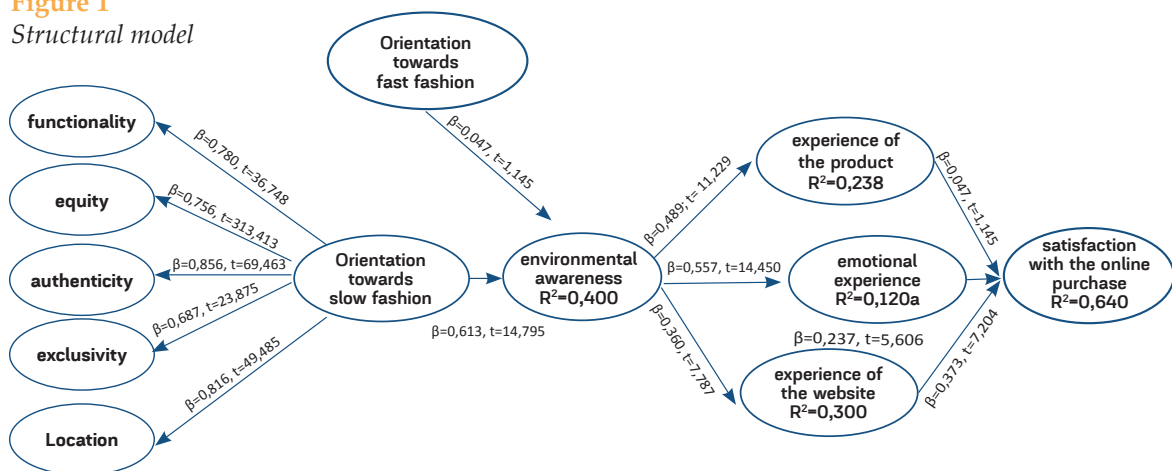 Figure 1
Structural model
Orientation
towards
fast fashion
functionality
equity
authenticity
exclusivity
Location
β=0,780, t=36,748
β=0,756, t=313,413
β=0,856, t=69,463
β=0,687, t=23,875
β=0,816, t=49,485
Orientation
towards
slow fashion
β=0,047, t=1,145
β=0,613, t=14,795
environmental
awareness
R²=0,400
β=0,489; t= 11,229
β=0,557, t=14,450
β=0,360, t=7,787
experience of
the product
R²=0,238
emotional
experience
R²=0,120a
β=0,237, t=5,606
experience of
the website
R²=0,300
β=0,047, t=1,145
β=0,373, t=7,204
satisfaction
with the online
purchase
R²=0,640